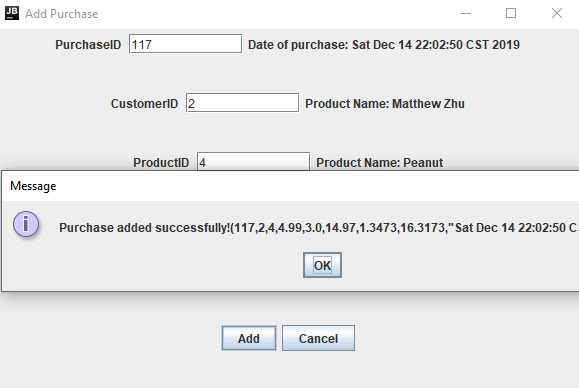 JB Add Purchase
PurchaseID 117 Date of purchase: Sat Dec 14 22:02:50 CST 2019
CustomerID 2 Product Name: Matthew Zhu
ProductID 4 Product Name: Peanut
Message
Purchase added successfully!(117,2,4,4.99,3.0,14.97,1.3473,16.3173,"Sat Dec 14 22:02:50 CS
OK
Add Cancel